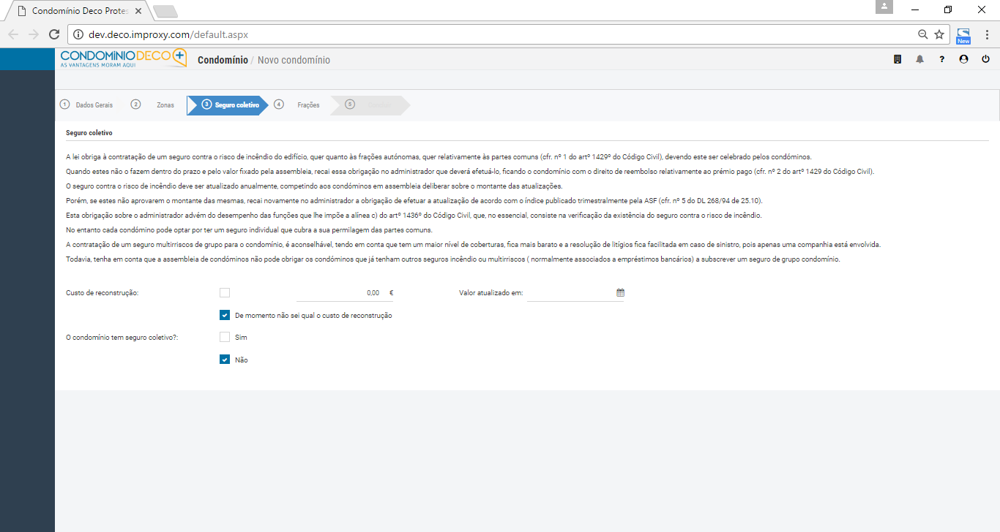 Condomínio Deco Protes
dev.deco.improxy.com/default.aspx
New
CONDOMÍNIODECO+
AS VANTAGENS MORAM AQUI
Condomínio / Novo condomínio
?
1 Dados Gerais 2 Zonas 3 Seguro coletivo 4 Frações 5
Seguro coletivo
A lei obriga à contratação de um seguro contra o risco de incêndio do edifício, quer quanto às frações autónomas, quer relativamente às partes comuns (cfr. nº 1 do artº 1429º do Código Civil), devendo este ser celebrado pelos condóminos.
Quando estes não o fazem dentro do prazo e pelo valor fixado pela assembleia, recai essa obrigação no administrador que deverá efetuá-lo, ficando o condomínio com o direito de reembolso relativamente ao prémio pago (cfr. nº 2 do artº 1429 do Código Civil).
O seguro contra o risco de incêndio deve ser atualizado anualmente, competindo aos condóminos em assembleia deliberar sobre o montante das atualizações.
Porém, se estes não aprovarem o montante das mesmas, recai novamente no administrador a obrigação de efetuar a atualização de acordo com o índice publicado trimestralmente pela ASF (cfr. nº 5 do DL 268/94 de 25.10).
Esta obrigação sobre o administrador advém do desempenho das funções que lhe impõe a alínea c) do artº 1436º do Código Civil, que, no essencial, consiste na verificação da existência do seguro contra o risco de incêndio.
No entanto cada condómino pode optar por ter um seguro individual que cubra a sua permilagem das partes comuns.
A contratação de um seguro multirriscos de grupo para o condomínio, é aconselhável, tendo em conta que tem um maior nível de coberturas, fica mais barato e a resolução de litígios fica facilitada em caso de sinistro, pois apenas uma companhia está envolvida.
Todavia, tenha em conta que a assembleia de condóminos não pode obrigar os condóminos que já tenham outros seguros incêndio ou multirriscos ( normalmente associados a empréstimos bancários) a subscrever um seguro de grupo condomínio.
Custo de reconstrução: 0,00 € Valor atualizado em:
De momento não sei qual o custo de reconstrução
O condomínio tem seguro coletivo?: Sim
Não